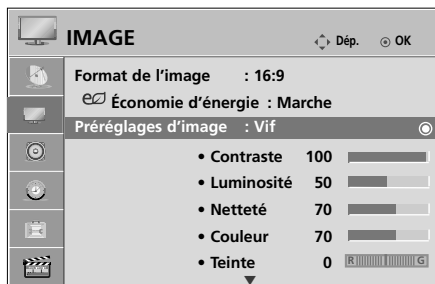 IMAGE Dép. OK
Format de l'image : 16:9
Économie d'énergie : Marche
Préréglages d'image : Vif
• Contraste 100
• Luminosité 50
• Netteté 70
• Couleur 70
• Teinte 0 R G